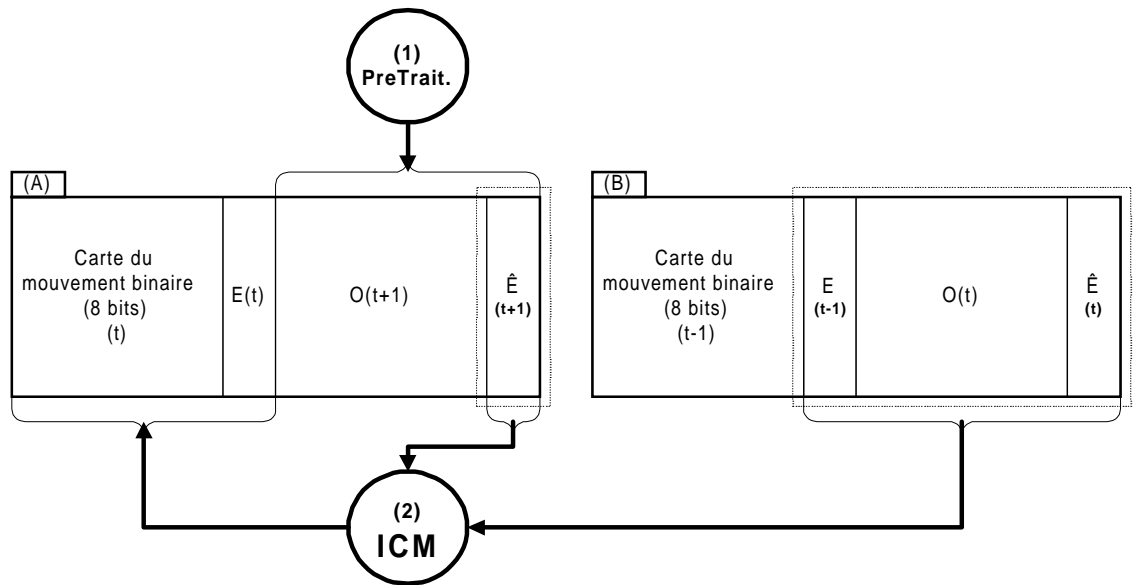 (1)
PreTrait.
(A)
Carte du
mouvement binaire
(8 bits)
(t)
E(t)
O(t+1)
Ê
(t+1)
(B)
Carte du
mouvement binaire
(8 bits)
(t-1)
E
(t-1)
O(t)
Ê
(t)
(2)
ICM